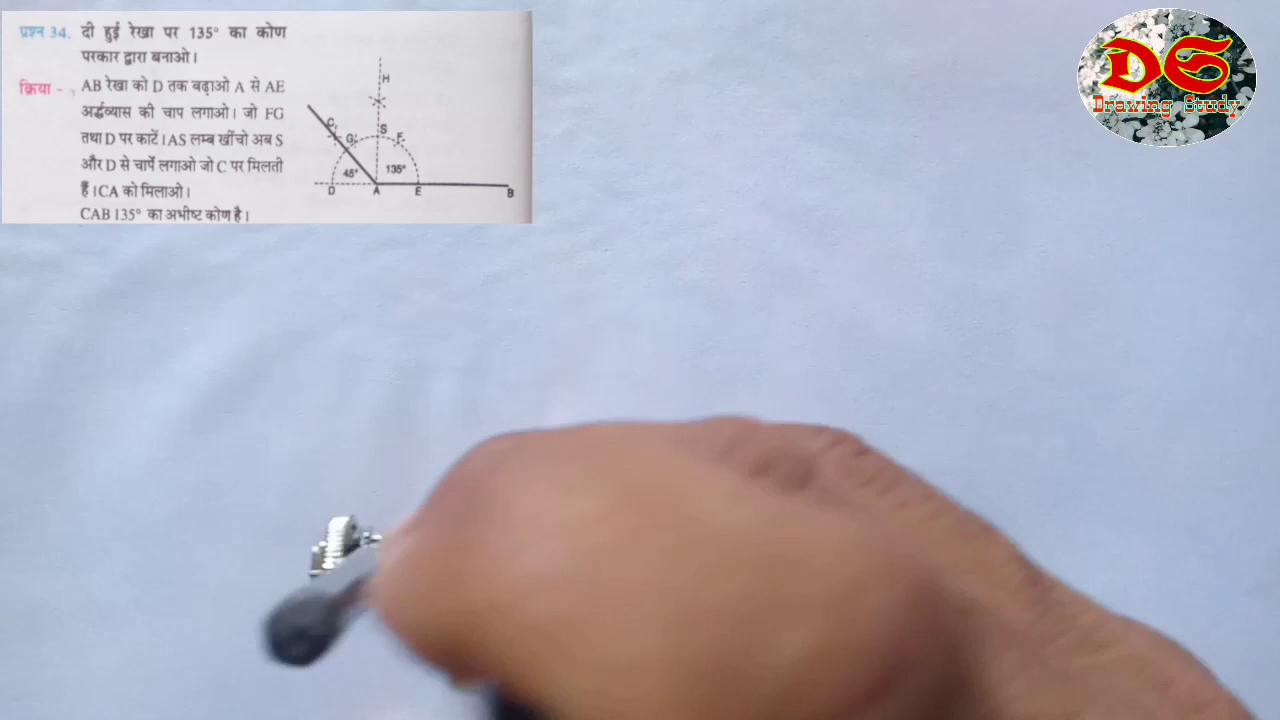 प्रश्न 34. दी हुई रेखा पर 135° का कोण
परकार द्वारा बनाओ।
क्रिया - AB रेखा को D तक बढ़ाओ A से AE
अर्द्धव्यास की चाप लगाओ। जो FG
तथा D पर काटें। AS लम्ब खींचो अब S
और D से चापें लगाओ जो C पर मिलती
हैं। CA को मिलाओ।
CAB 135° का अभीष्ट कोण है।
H
C
G
S
F
45°
135°
D
A
E
B
DS
Drawing Study